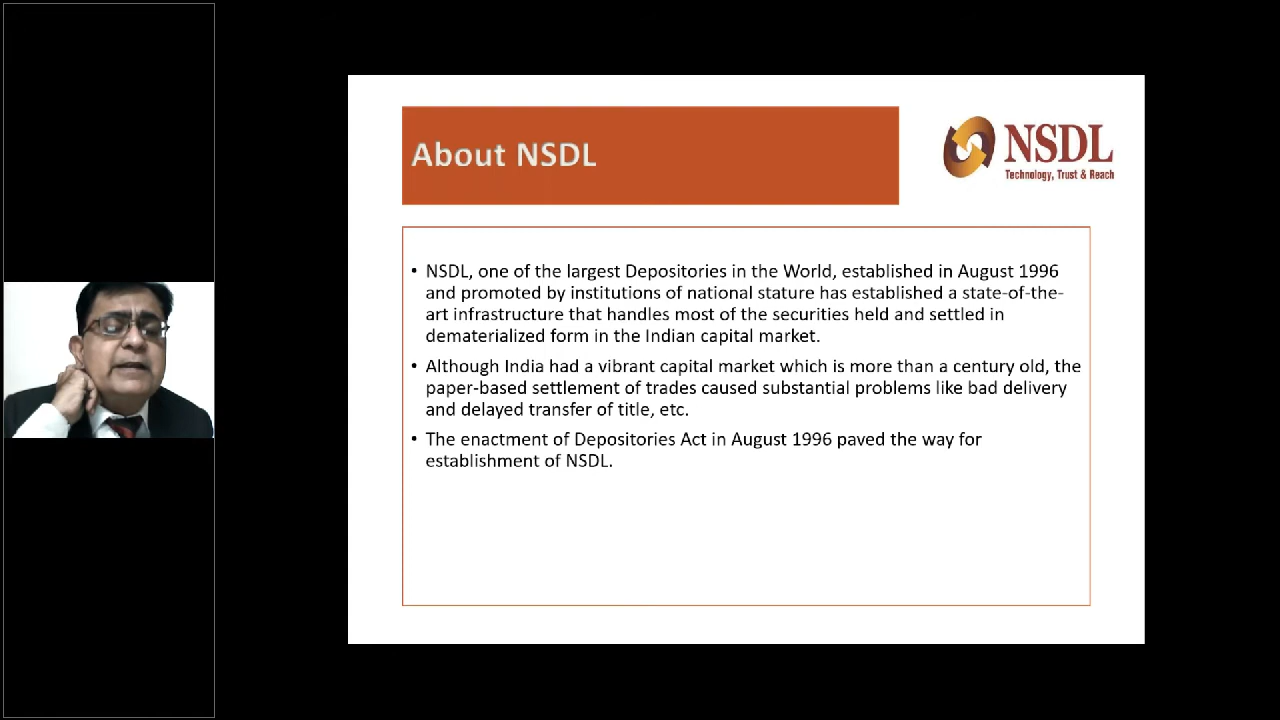 About NSDL
NSDL
Technology, Trust & Reach
• NSDL, one of the largest Depositories in the World, established in August 1996
and promoted by institutions of national stature has established a state-of-the-
art infrastructure that handles most of the securities held and settled in
dematerialized form in the Indian capital market.
• Although India had a vibrant capital market which is more than a century old, the
paper-based settlement of trades caused substantial problems like bad delivery
and delayed transfer of title, etc.
• The enactment of Depositories Act in August 1996 paved the way for
establishment of NSDL.